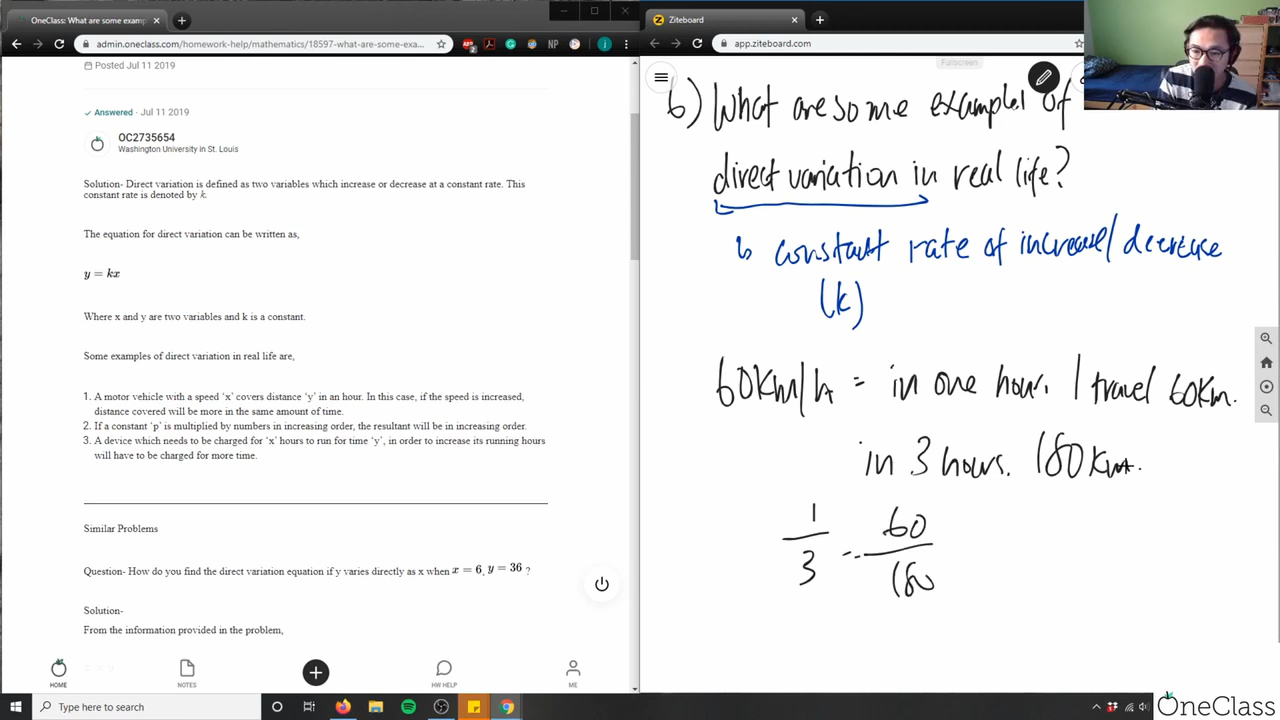 OneClass: What are some examp
admin.oneclass.com/homework-help/mathematics/18597-what-are-some-exa...
Posted Jul 11 2019
Answered - Jul 11 2019
OC2735654
Washington University in St. Louis
Solution- Direct variation is defined as two variables which increase or decrease at a constant rate. This
constant rate is denoted by k.
The equation for direct variation can be written as,
y = kx
Where x and y are two variables and k is a constant.
Some examples of direct variation in real life are,
1. A motor vehicle with a speed 'x' covers distance 'y' in an hour. In this case, if the speed is increased,
distance covered will be more in the same amount of time.
2. If a constant 'p' is multiplied by numbers in increasing order, the resultant will be in increasing order.
3. A device which needs to be charged for 'x' hours to run for time 'y', in order to increase its running hours
will have to be charged for more time.
Similar Problems
Question- How do you find the direct variation equation if y varies directly as x when x = 6, y = 36 ?
Solution-
From the information provided in the problem,
HOME
NOTES
HW HELP
ME
Type here to search
Ziteboard
app.ziteboard.com
Fullscreen
6) What are some examples of
direct variation in real life?
constant rate of increase/decrease
(k)
60km/h = in one hour. I travel 60km.
in 3 hours. 180km.
1/3 = 60/180
NP
j
2
OneClass